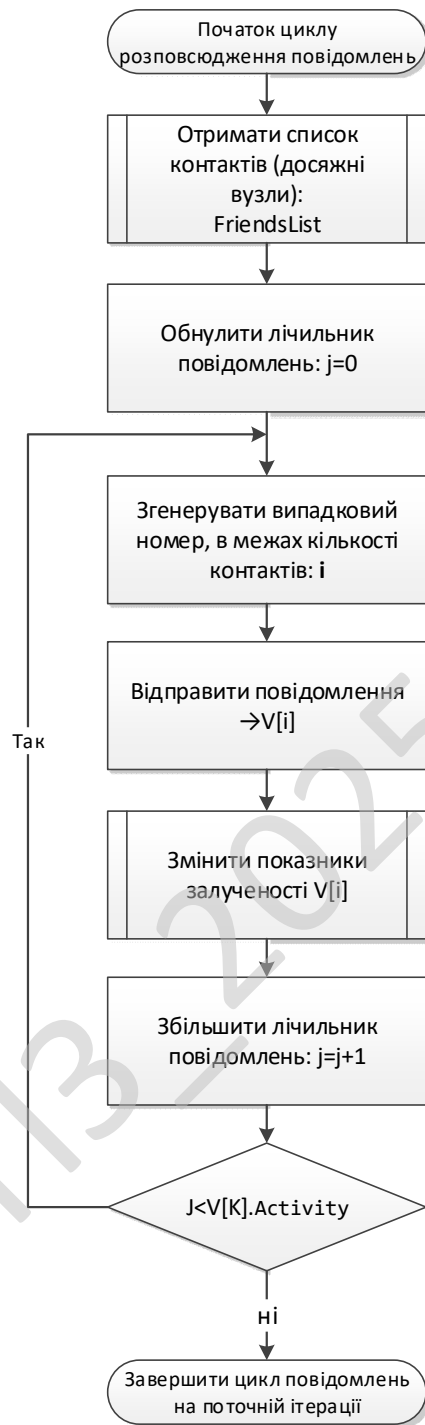 Початок циклу
розповсюдження повідомлень
Отримати список
контактів (досяжні
вузли):
FriendsList
Обнулити лічильник
повідомлень: j=0
Згенерувати випадковий
номер, в межах кількості
контактів: i
Відправити повідомлення
→V[i]
Так
Змінити показники
залученості V[i]
Збільшити лічильник
повідомлень: j=j+1
J<V[K].Activity
ні
Завершити цикл повідомлень
на поточній ітерації